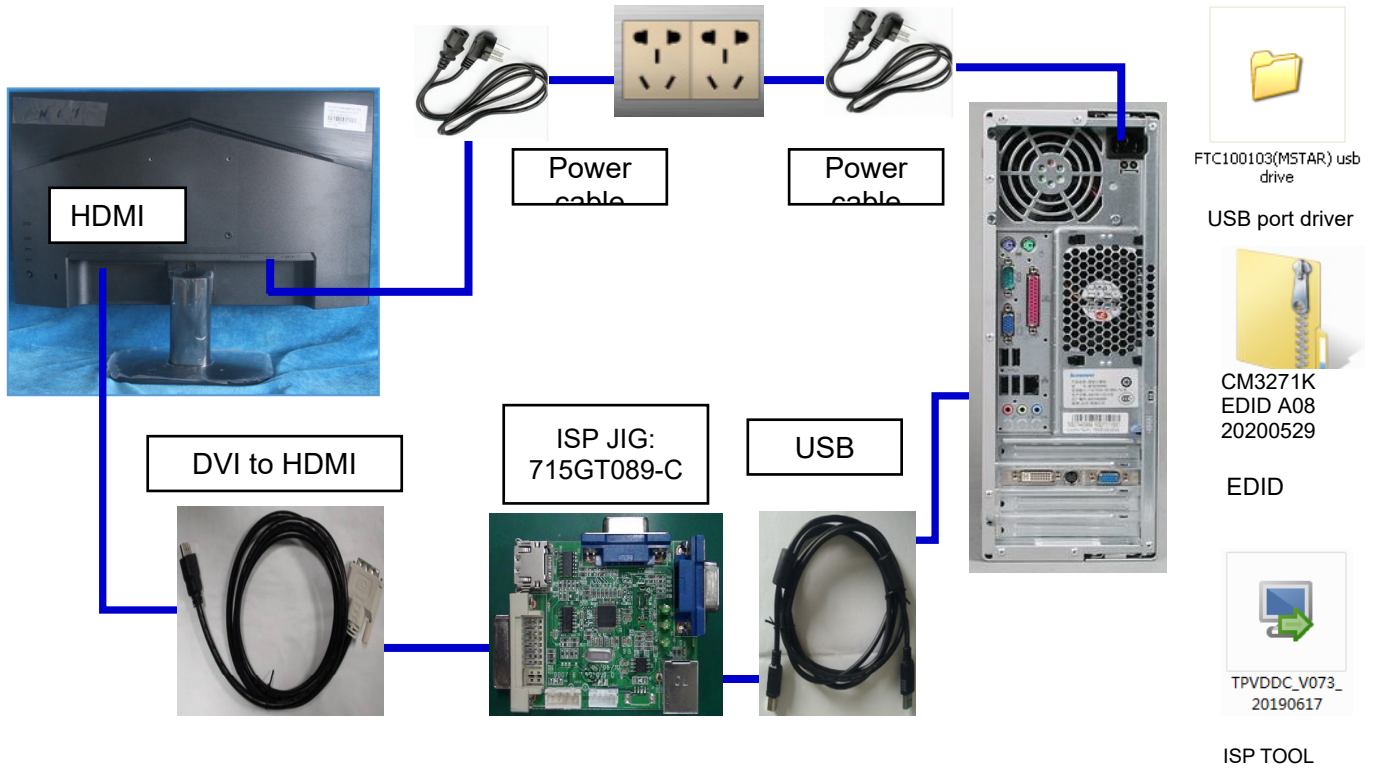 HDMI
Power
cable
Power
cable
FTC100103(MSTAR) usb
drive
USB port driver
CM3271K
EDID A08
20200529
EDID
DVI to HDMI
ISP JIG:
715GT089-C
USB
TPVDDC_V073_
20190617
ISP TOOL